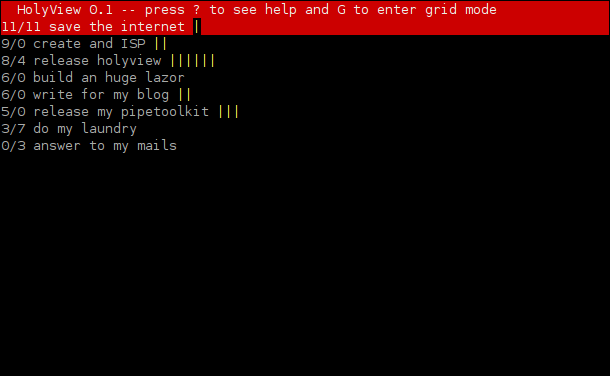 HolyView 0.1 -- press ? to see help and G to enter grid mode
11/11 save the internet |
9/0 create and ISP ||
8/4 release holyview ||||||
6/0 build an huge lazor
6/0 write for my blog ||
5/0 release my pipetoolkit |||
3/7 do my laundry
0/3 answer to my mails